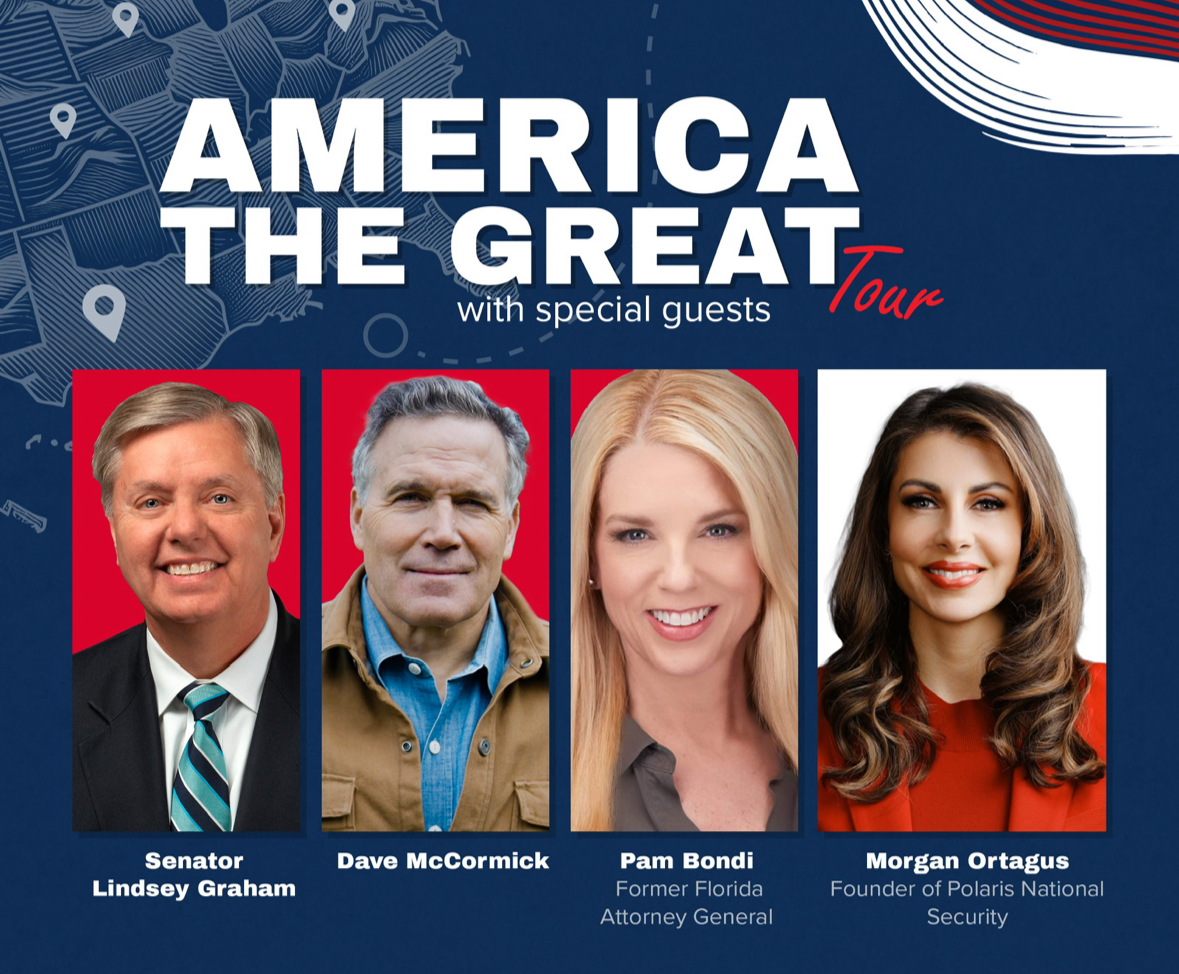 AMERICA
THE GREAT
Tour
with special guests
Senator
Lindsey Graham
Dave McCormick
Pam Bondi
Former Florida
Attorney General
Morgan Ortagus
Founder of Polaris National
Security